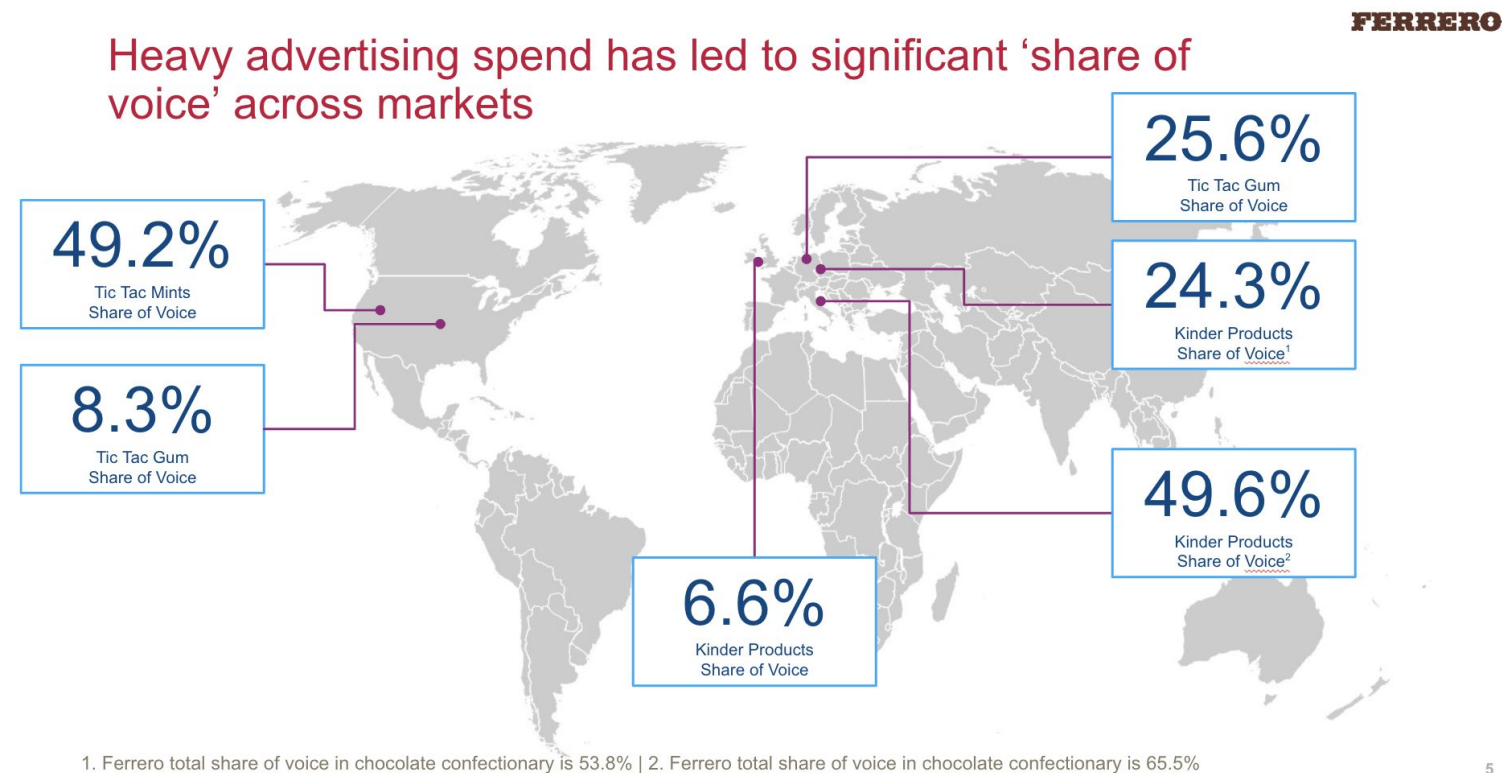 FERRERO
Heavy advertising spend has led to significant ‘share of
voice’ across markets
49.2%
Tic Tac Mints
Share of Voice
8.3%
Tic Tac Gum
Share of Voice
6.6%
Kinder Products
Share of Voice
25.6%
Tic Tac Gum
Share of Voice
24.3%
Kinder Products
Share of Voice¹
49.6%
Kinder Products
Share of Voice²
1. Ferrero total share of voice in chocolate confectionary is 53.8% | 2. Ferrero total share of voice in chocolate confectionary is 65.5%
5